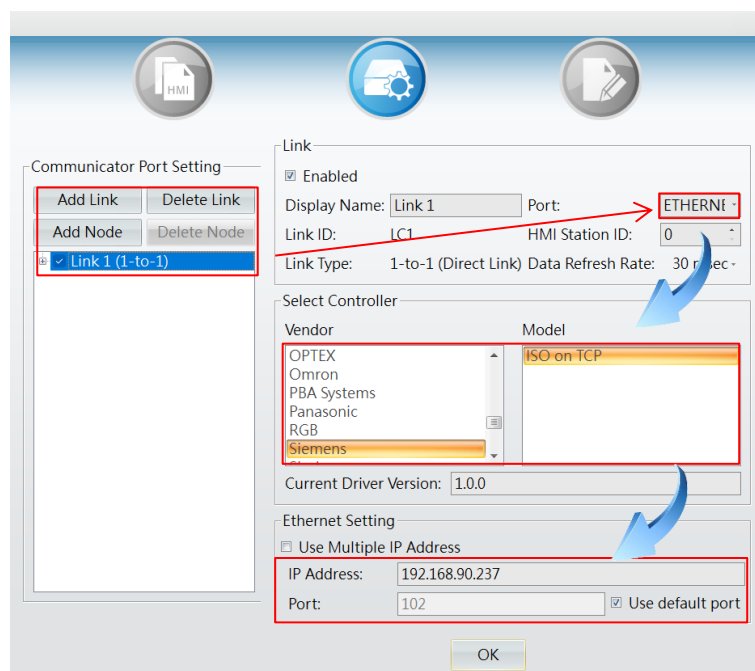 HMI
Communicator Port Setting
Add Link Delete Link
Add Node Delete Node
Link 1 (1-to-1)
Link
Enabled
Display Name: Link 1 Port: ETHERNE
Link ID: LC1 HMI Station ID: 0
Link Type: 1-to-1 (Direct Link) Data Refresh Rate: 30
Select Controller
Vendor Model
OPTEX ISO on TCP
Omron
PBA Systems
Panasonic
RGB
Siemens
Current Driver Version: 1.0.0
Ethernet Setting
Use Multiple IP Address
IP Address: 192.168.90.237
Port: 102 Use default port
OK